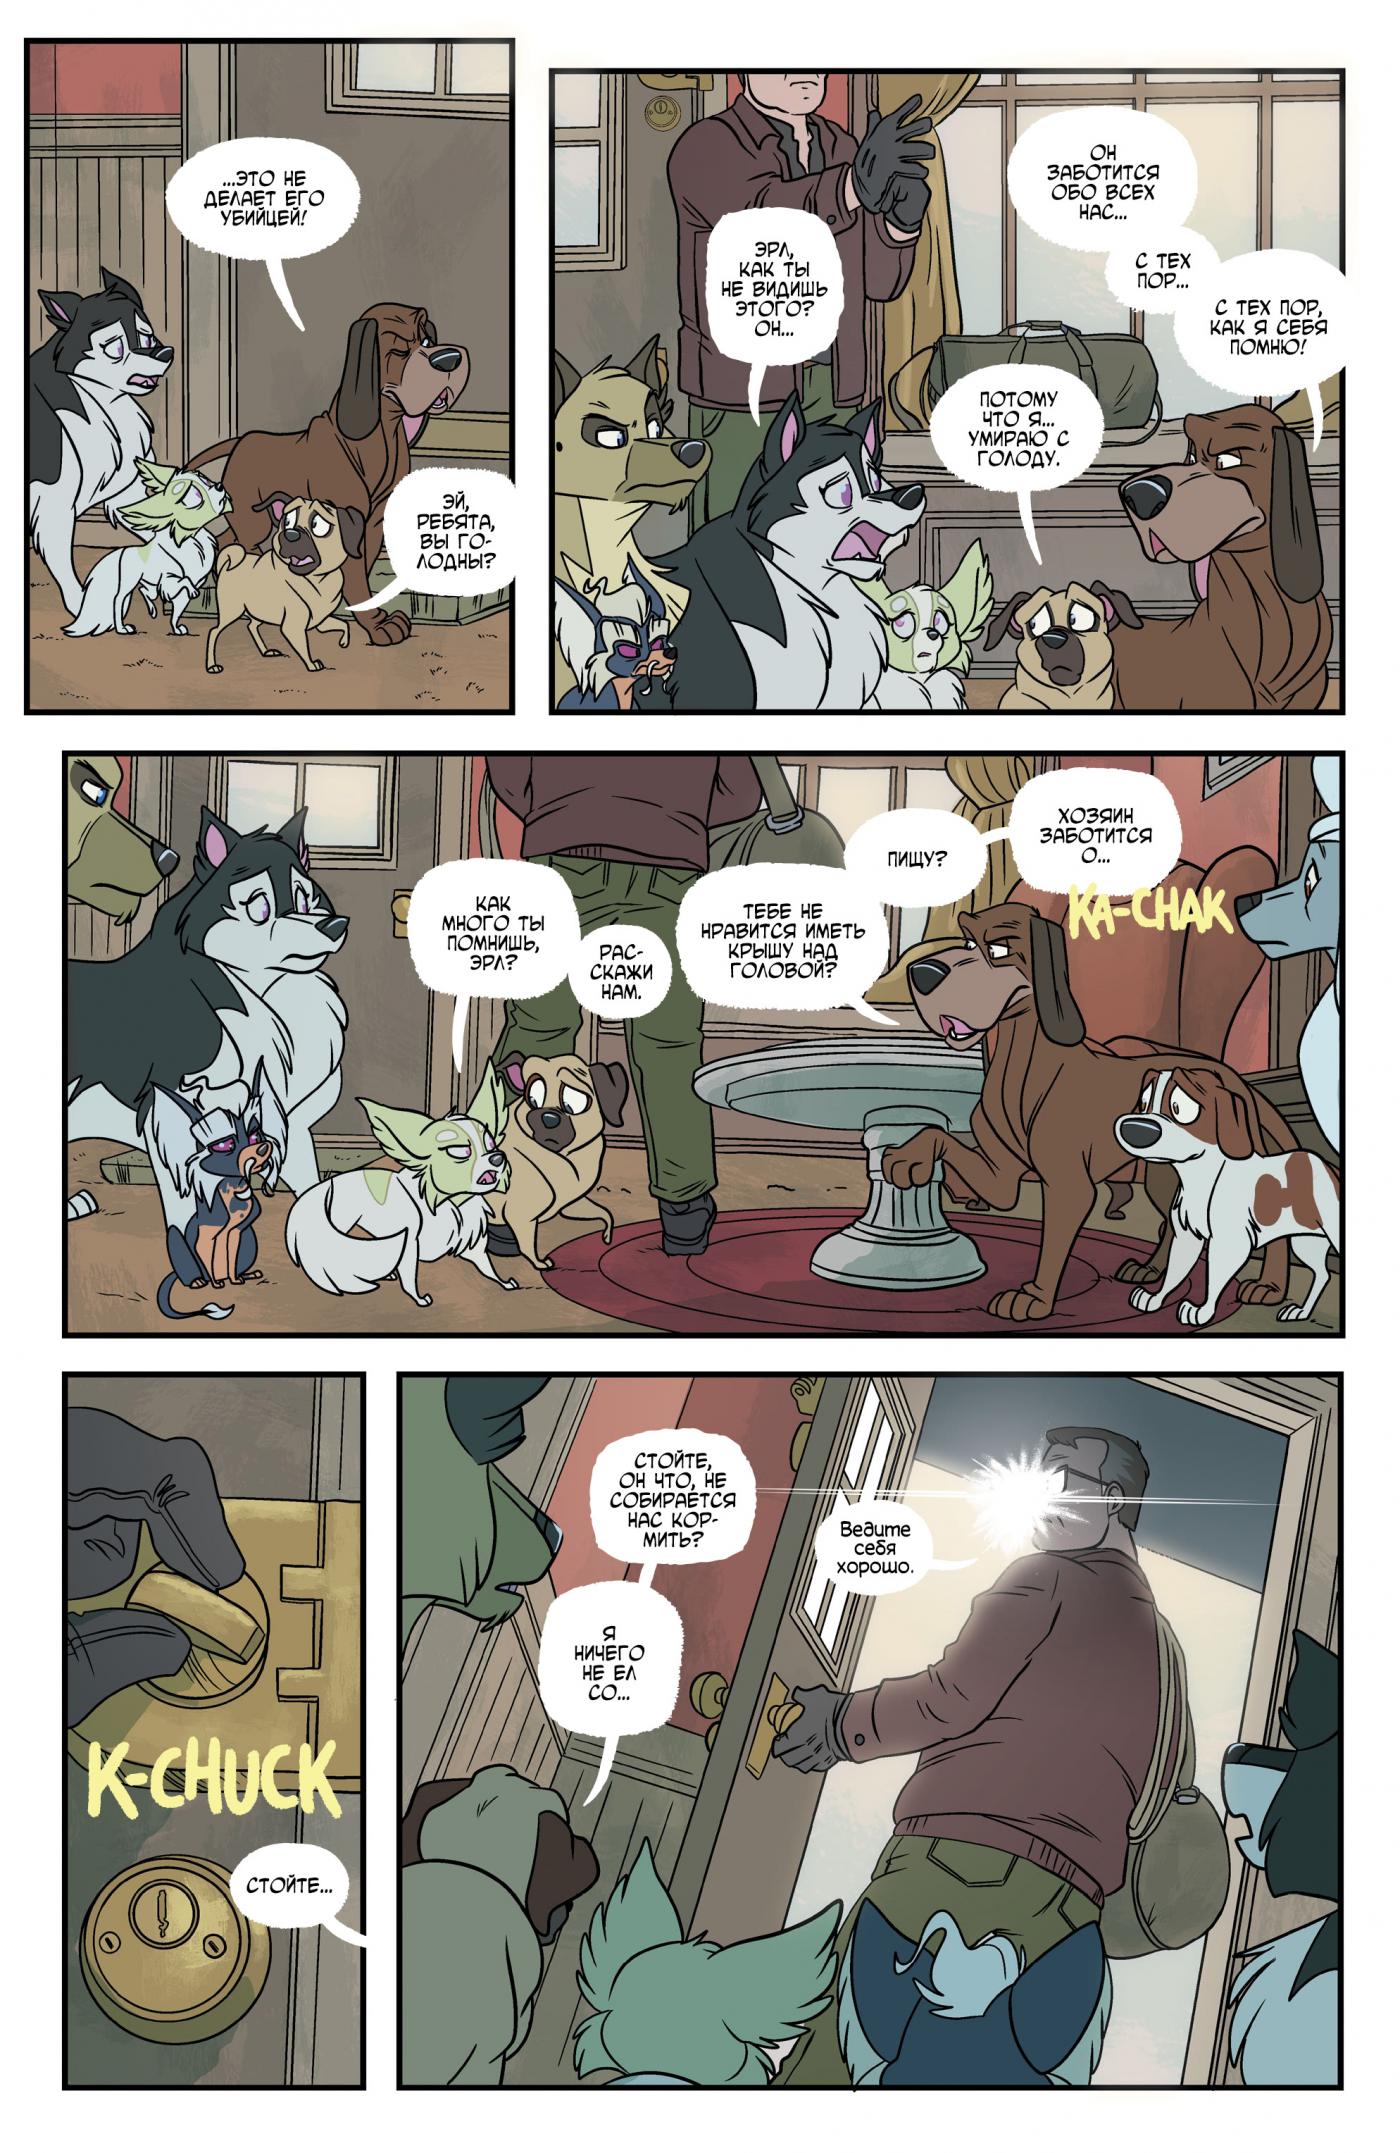 ...ЭТО НЕ
ДЕЛАЕТ ЕГО
УБИЙЦЕЙ!
ЭЙ,
РЕБЯТА,
ВЫ ГО-
ЛОДНЫ?
ЭРЛ,
КАК ТЫ
НЕ ВИДИШЬ
ЭТОГО?
ОН...
ОН
ЗАБОТИТСЯ
ОБО ВСЕХ
НАС...
С ТЕХ
ПОР...
С ТЕХ ПОР,
КАК Я СЕБЯ
ПОМНЮ!
ПОТОМУ
ЧТО Я...
УМИРАЮ С
ГОЛОДУ.
КАК
МНОГО ТЫ
ПОМНИШЬ,
ЭРЛ?
РАС-
СКАЖИ
НАМ.
ТЕБЕ НЕ
НРАВИТСЯ ИМЕТЬ
КРЫШУ НАД
ГОЛОВОЙ?
ПИЩУ?
ХОЗЯИН
ЗАБОТИТСЯ
О...
KA-CHAK
K-CHUCK
СТОЙТЕ...
СТОЙТЕ,
ОН ЧТО, НЕ
СОБИРАЕТСЯ
НАС КОР-
МИТЬ?
Я
НИЧЕГО
НЕ ЕЛ
СО...
Ведите
себя
хорошо.